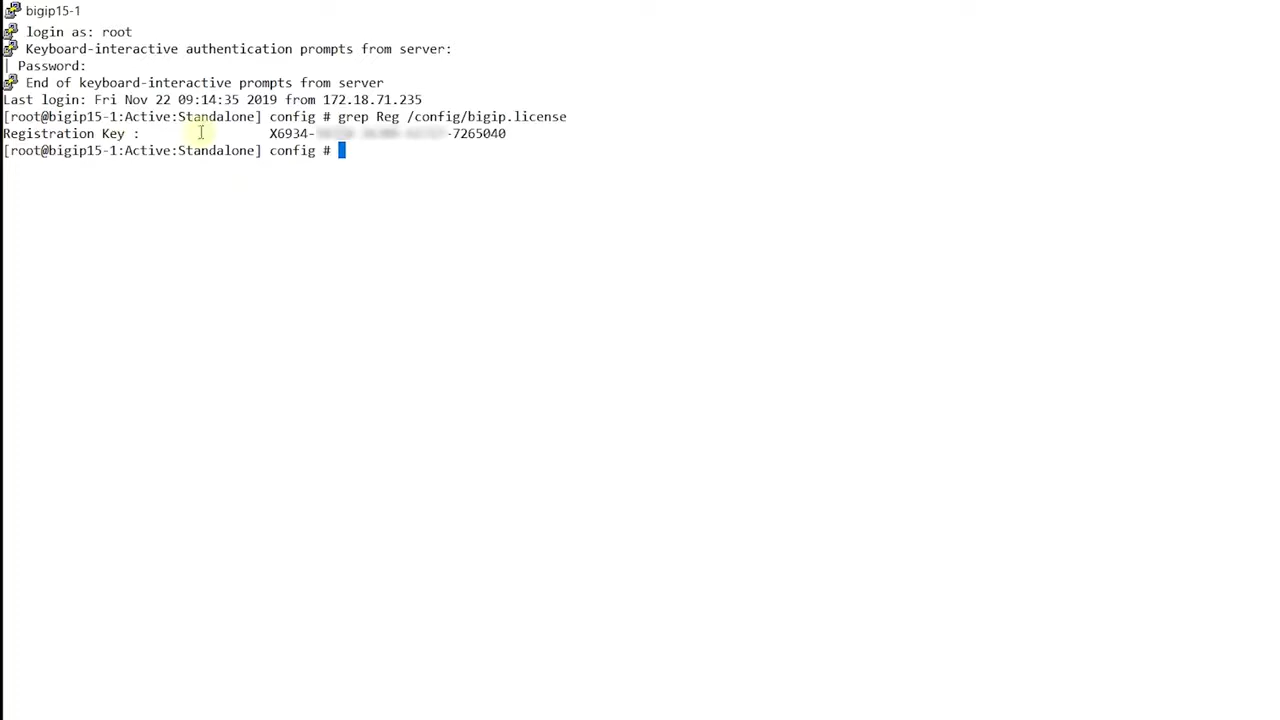 bigip15-1
login as: root
Keyboard-interactive authentication prompts from server:
| Password:
End of keyboard-interactive prompts from server
Last login: Fri Nov 22 09:14:35 2019 from 172.18.71.235
[root@bigip15-1:Active:Standalone] config # grep Reg /config/bigip.license
Registration Key : X6934- -7265040
[root@bigip15-1:Active:Standalone] config #